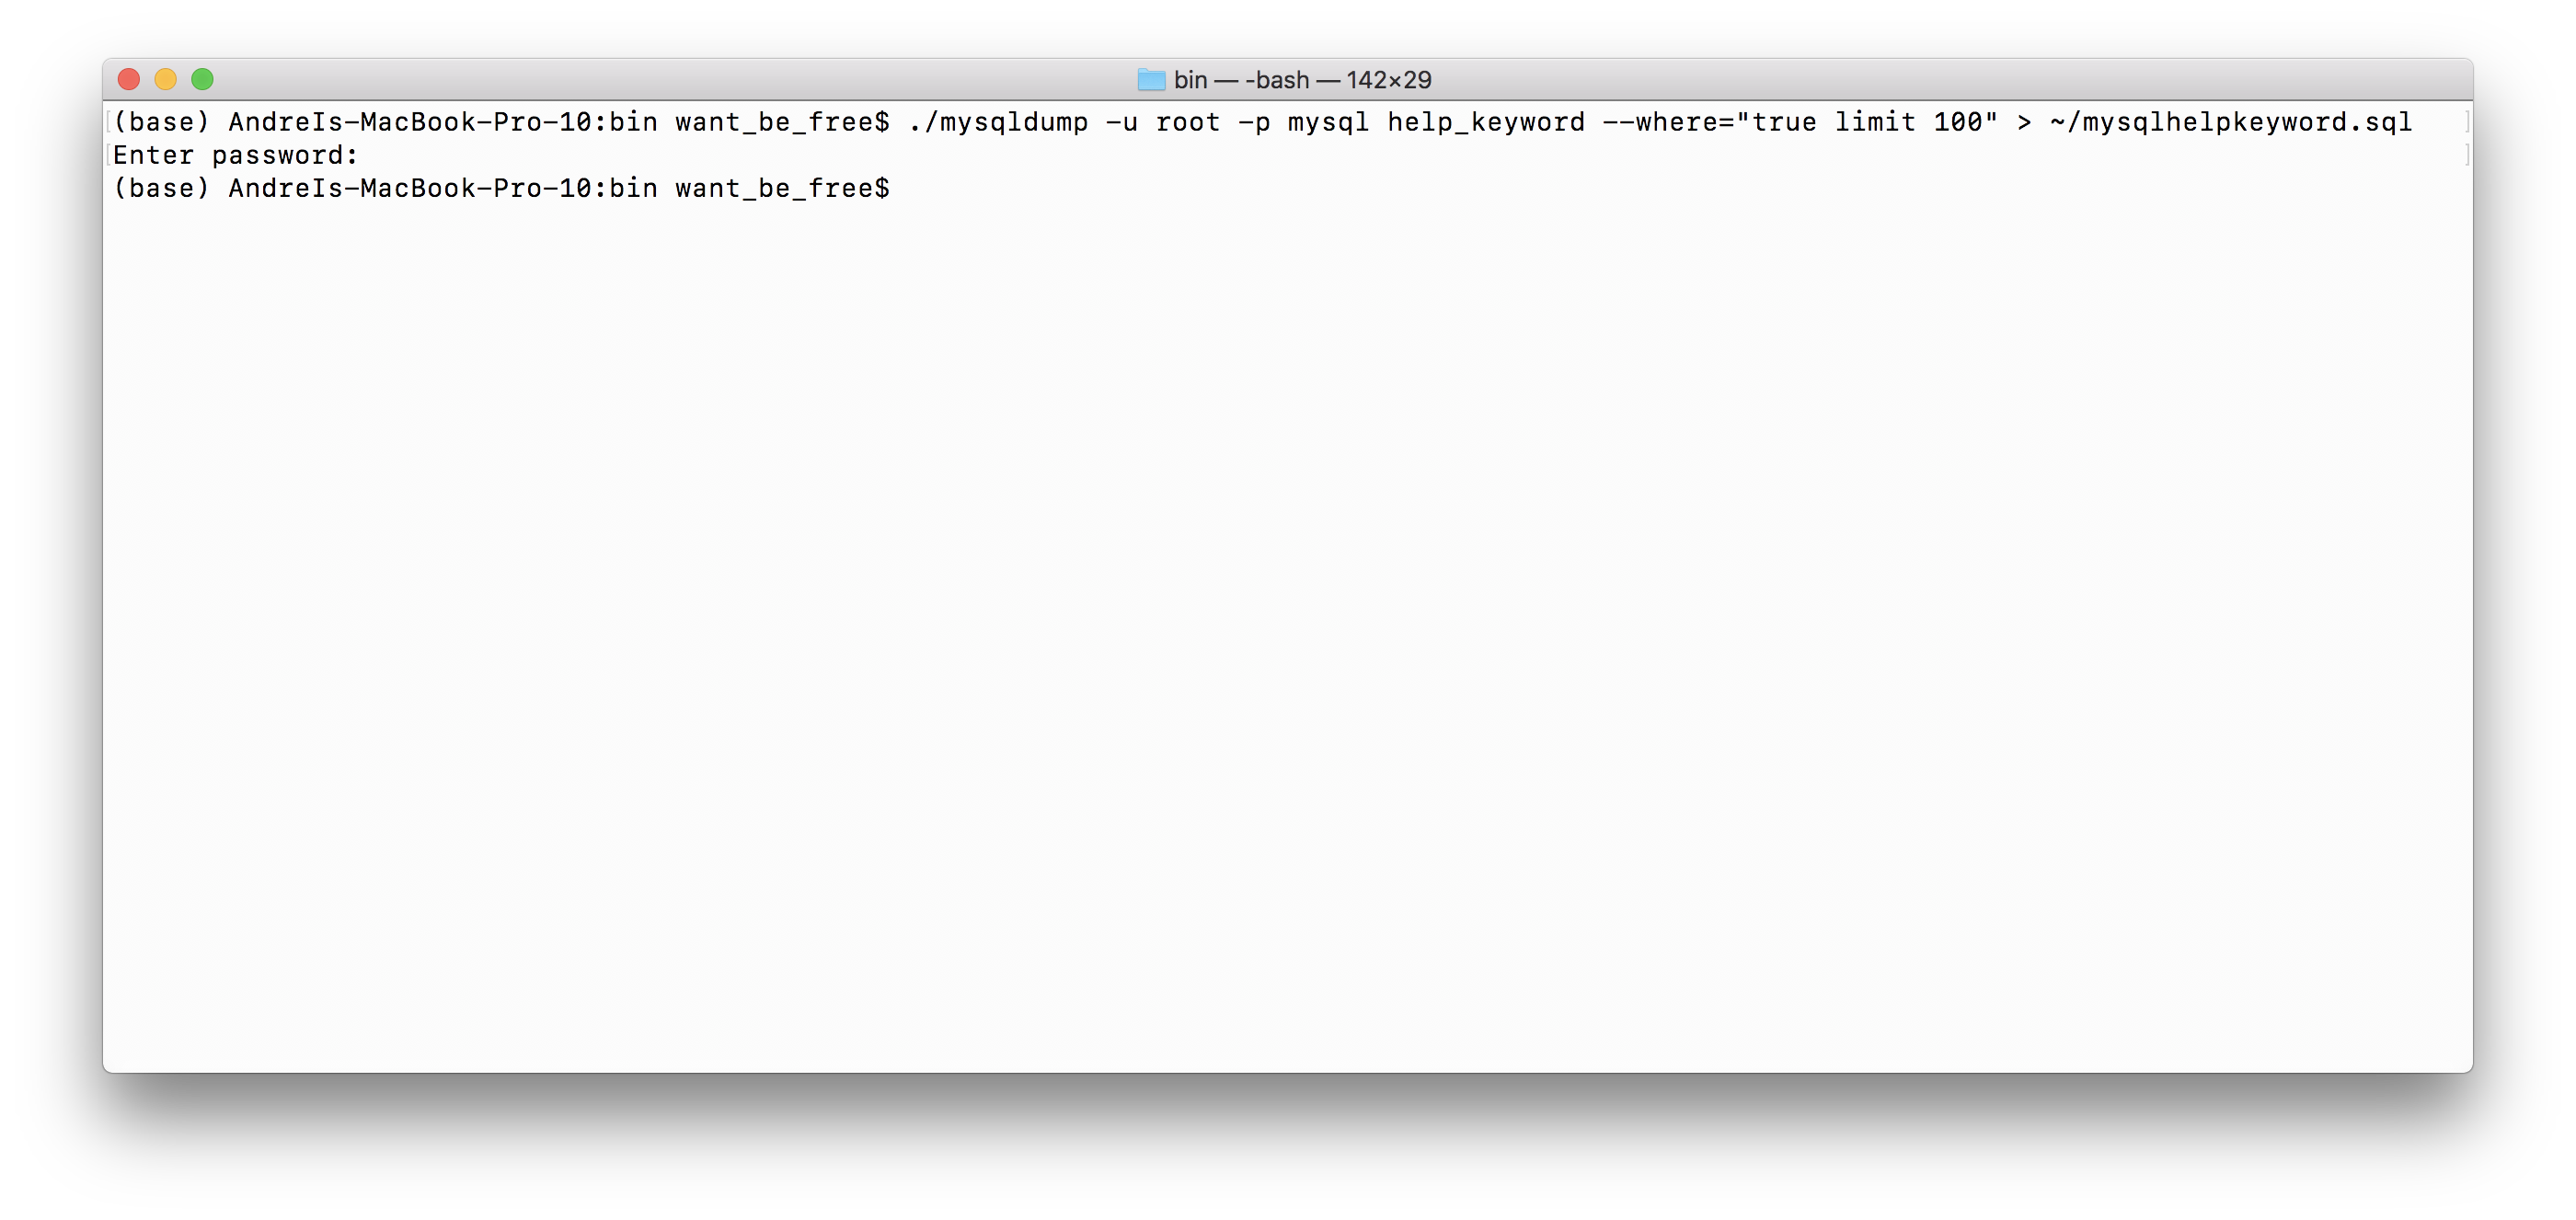 bin — -bash — 142×29
(base) AndreIs-MacBook-Pro-10:bin want_be_free$ ./mysqldump -u root -p mysql help_keyword --where="true limit 100" > ~/mysqlhelpkeyword.sql
Enter password:
(base) AndreIs-MacBook-Pro-10:bin want_be_free$